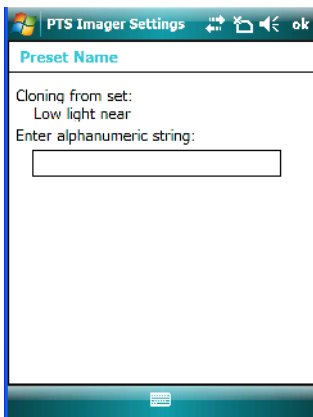 PTS Imager Settings ok
Preset Name
Cloning from set:
Low light near
Enter alphanumeric string: